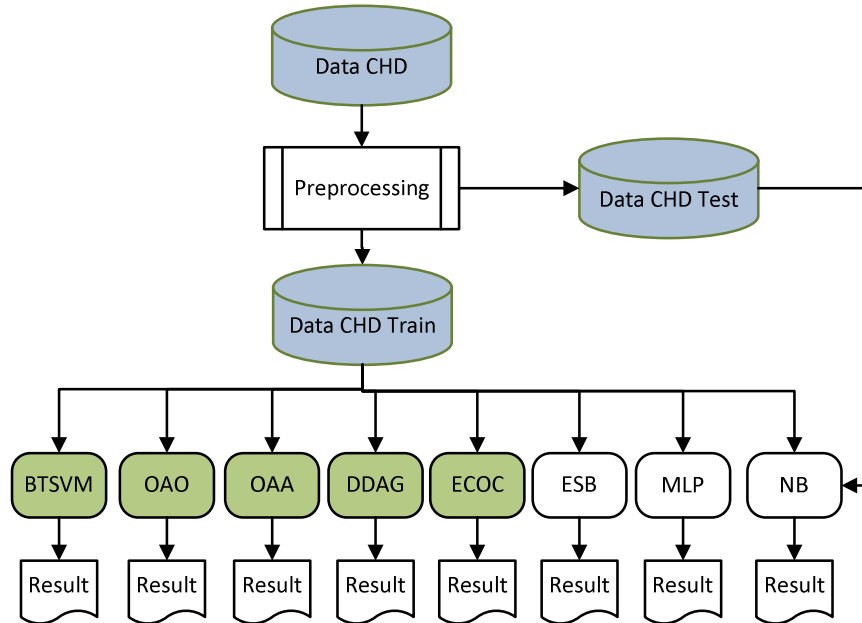 Data CHD
Preprocessing
Data CHD Test
Data CHD Train
BTSVM
OAO
OAA
DDAG
ECOC
ESB
MLP
NB
Result
Result
Result
Result
Result
Result
Result
Result